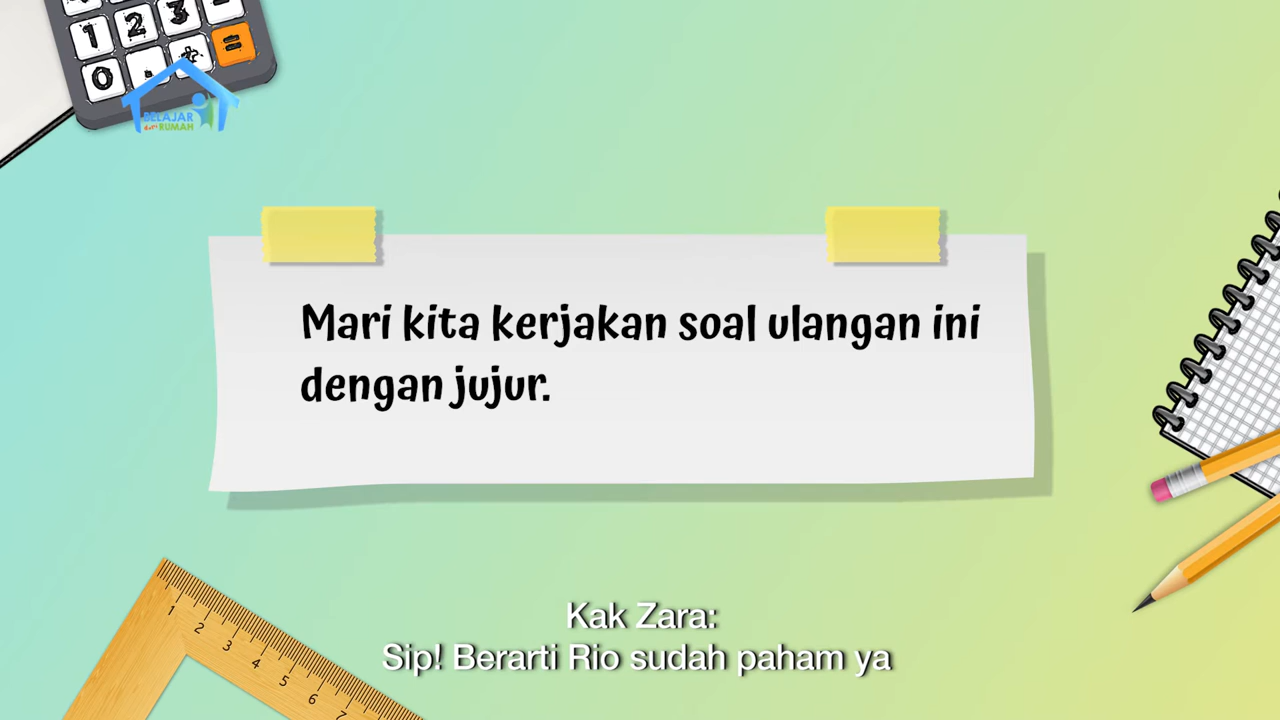 1 2 3
0 . + =
BELAJAR
dari RUMAH
Mari kita kerjakan soal ulangan ini
dengan jujur.
1 2 3 4 5 6 7
Kak Zara:
Sip! Berarti Rio sudah paham ya